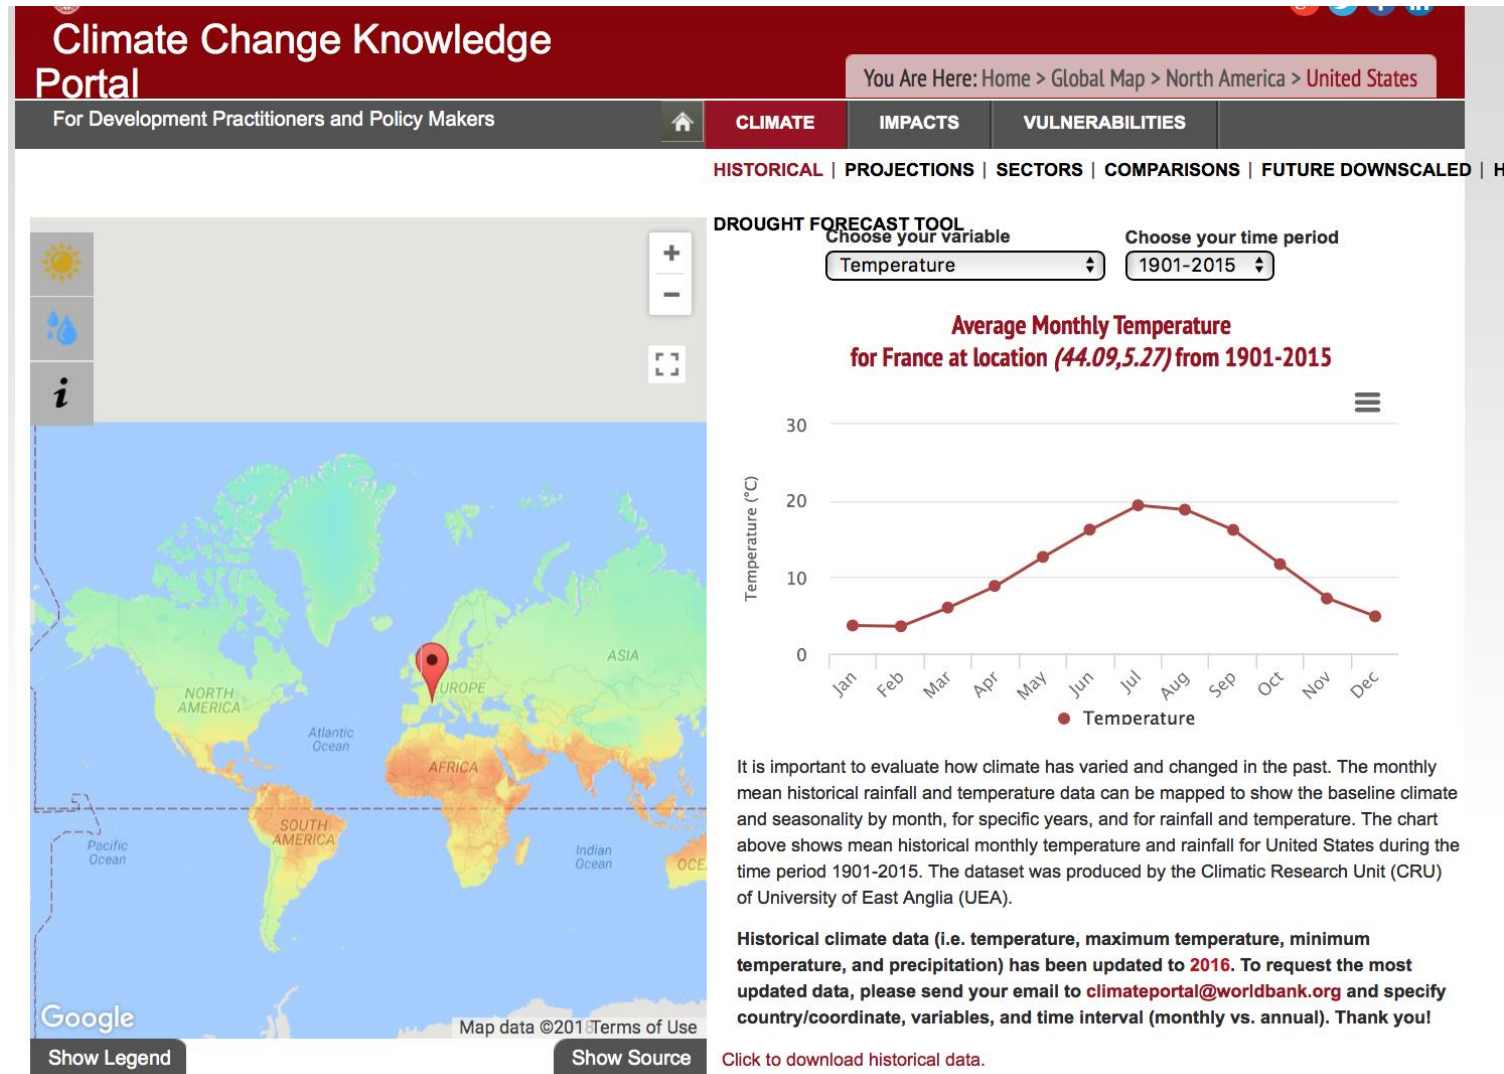 Climate Change Knowledge
Portal
You Are Here: Home > Global Map > North America > United States
For Development Practitioners and Policy Makers
CLIMATE
IMPACTS
VULNERABILITIES
HISTORICAL | PROJECTIONS | SECTORS | COMPARISONS | FUTURE DOWNSCALED | H
DROUGHT FORECAST TOOL
Choose your variable
Choose your time period
Temperature
1901-2015
Average Monthly Temperature
for France at location (44.09,5.27) from 1901-2015
30
20
10
0
Temperature (°C)
Jan Feb Mar Apr May Jun Jul Aug Sep Oct Nov Dec
Temperature
+
−
i
ASIA
EUROPE
NORTH
AMERICA
Atlantic
Ocean
AFRICA
SOUTH
AMERICA
Pacific
Ocean
Indian
Ocean
OCE
Google
Map data ©2018 Terms of Use
Show Legend
Show Source
It is important to evaluate how climate has varied and changed in the past. The monthly
mean historical rainfall and temperature data can be mapped to show the baseline climate
and seasonality by month, for specific years, and for rainfall and temperature. The chart
above shows mean historical monthly temperature and rainfall for United States during the
time period 1901-2015. The dataset was produced by the Climatic Research Unit (CRU)
of University of East Anglia (UEA).
Historical climate data (i.e. temperature, maximum temperature, minimum
temperature, and precipitation) has been updated to 2016. To request the most
updated data, please send your email to climateportal@worldbank.org and specify
country/coordinate, variables, and time interval (monthly vs. annual). Thank you!
Click to download historical data.